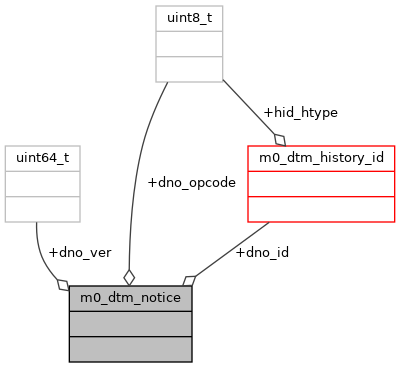 uint8_t
+hid_htype
uint64_t
m0_dtm_history_id
+dno_opcode
+dno_ver
+dno_id
m0_dtm_notice